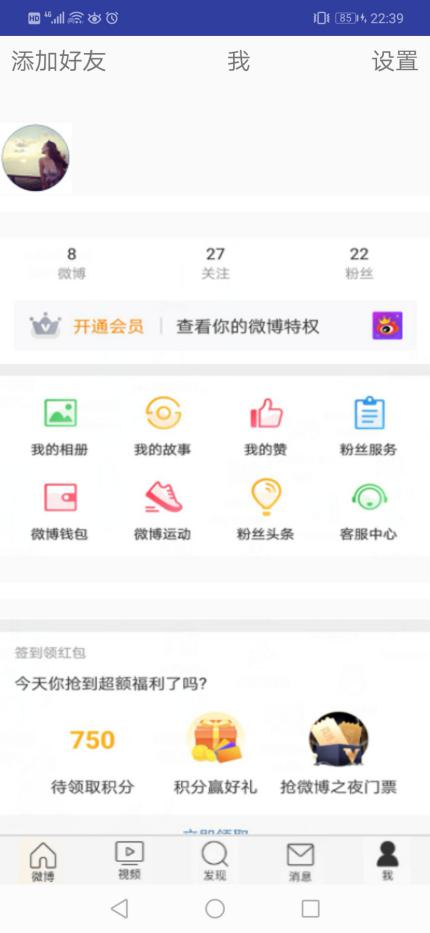 HD 4G 85 22:39
添加好友 我 设置
8 27 22
微博 关注 粉丝
开通会员 | 查看你的微博特权
我的相册 我的故事 我的赞 粉丝服务
微博钱包 微博运动 粉丝头条 客服中心
签到领红包
今天你抢到超额福利了吗?
750
待领取积分 积分赢好礼 抢微博之夜门票
微博 视频 发现 消息 我